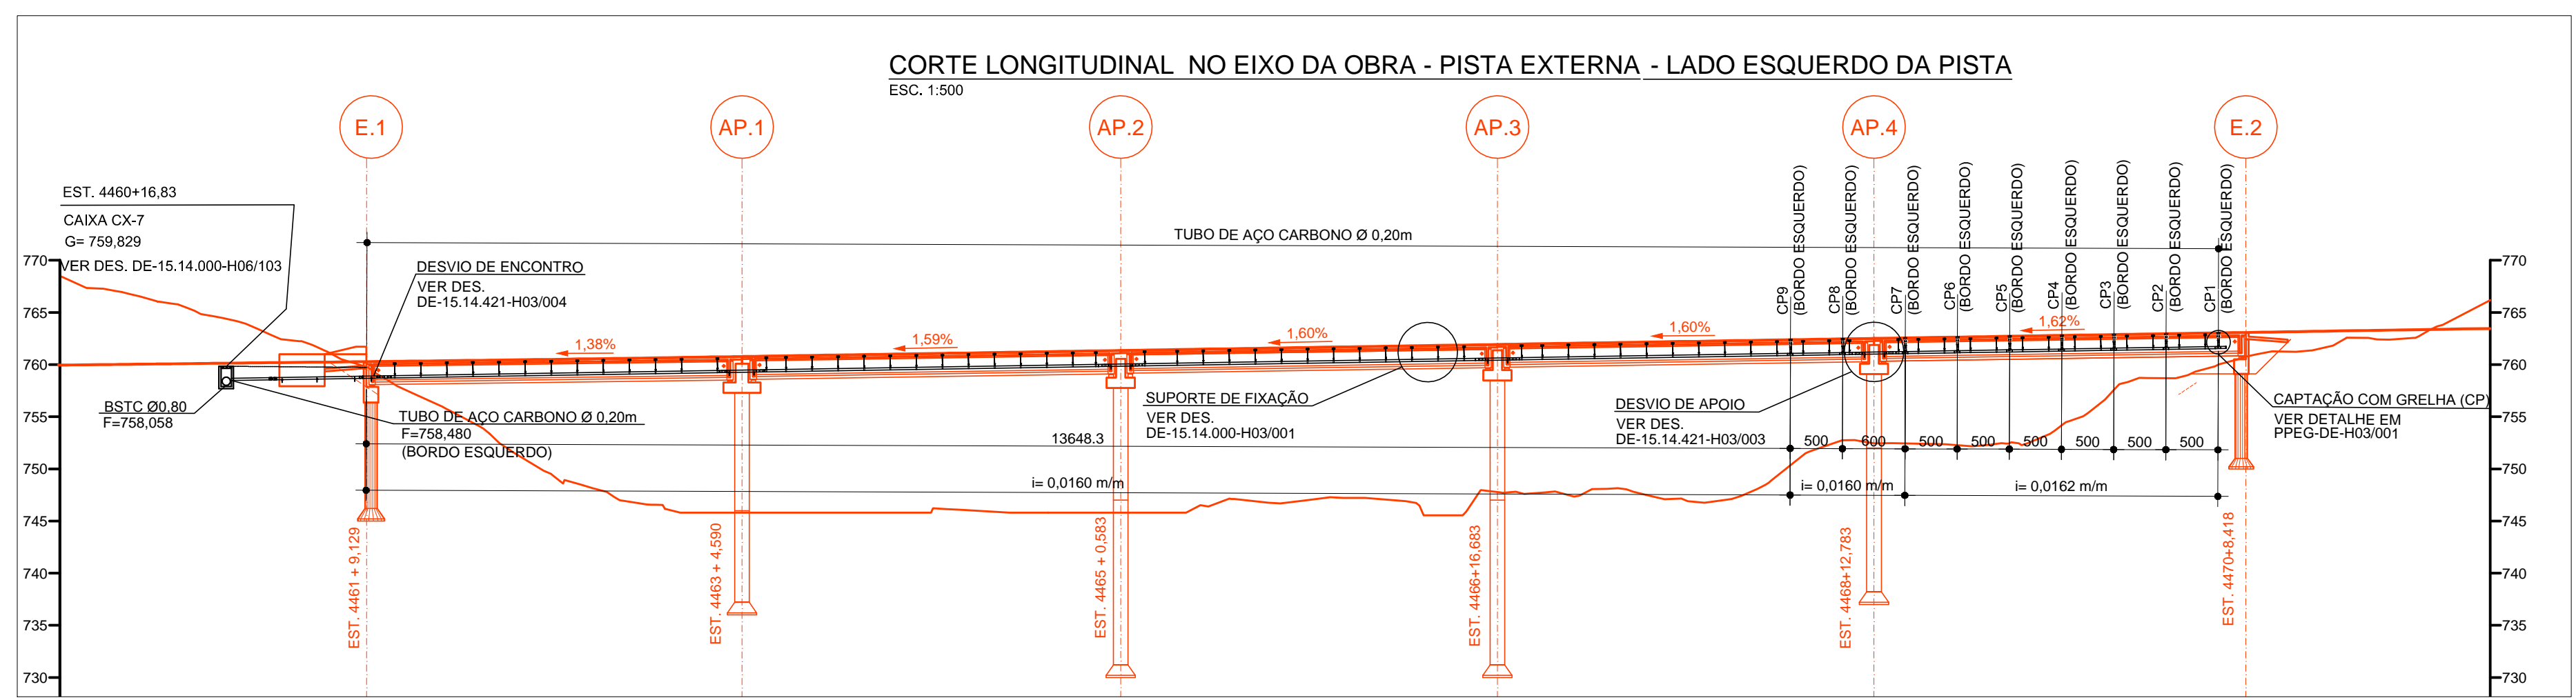 CORTE LONGITUDINAL NO EIXO DA OBRA - PISTA EXTERNA - LADO ESQUERDO DA PISTA
ESC. 1:500
E.1
AP.1
AP.2
AP.3
AP.4
E.2
EST. 4460+16,83
CAIXA CX-7
G= 759,829
VER DES. DE-15.14.000-H06/103
DESVIO DE ENCONTRO
VER DES.
DE-15.14.421-H03/004
TUBO DE AÇO CARBONO Ø 0,20m
CP9
(BORDO ESQUERDO)
CP8
(BORDO ESQUERDO)
CP7
(BORDO ESQUERDO)
CP6
(BORDO ESQUERDO)
CP5
(BORDO ESQUERDO)
CP4
(BORDO ESQUERDO)
CP3
(BORDO ESQUERDO)
CP2
(BORDO ESQUERDO)
CP1
(BORDO ESQUERDO)
770
765
760
755
750
745
740
735
730
1,38%
1,59%
1,60%
1,60%
1,62%
BSTC Ø0,80
F=758,058
TUBO DE AÇO CARBONO Ø 0,20m
F=758,480
(BORDO ESQUERDO)
SUPORTE DE FIXAÇÃO
VER DES.
DE-15.14.000-H03/001
DESVIO DE APOIO
VER DES.
DE-15.14.421-H03/003
CAPTAÇÃO COM GRELHA (CP)
VER DETALHE EM
PPEG-DE-H03/001
13648.3
500
600
500
500
500
500
500
500
i= 0,0160 m/m
i= 0,0160 m/m
i= 0,0162 m/m
EST. 4461 + 9,129
EST. 4463 + 4,590
EST. 4465 + 0,583
EST. 4466+16,683
EST. 4468+12,783
EST. 4470+8,418
770
765
760
755
750
745
740
735
730